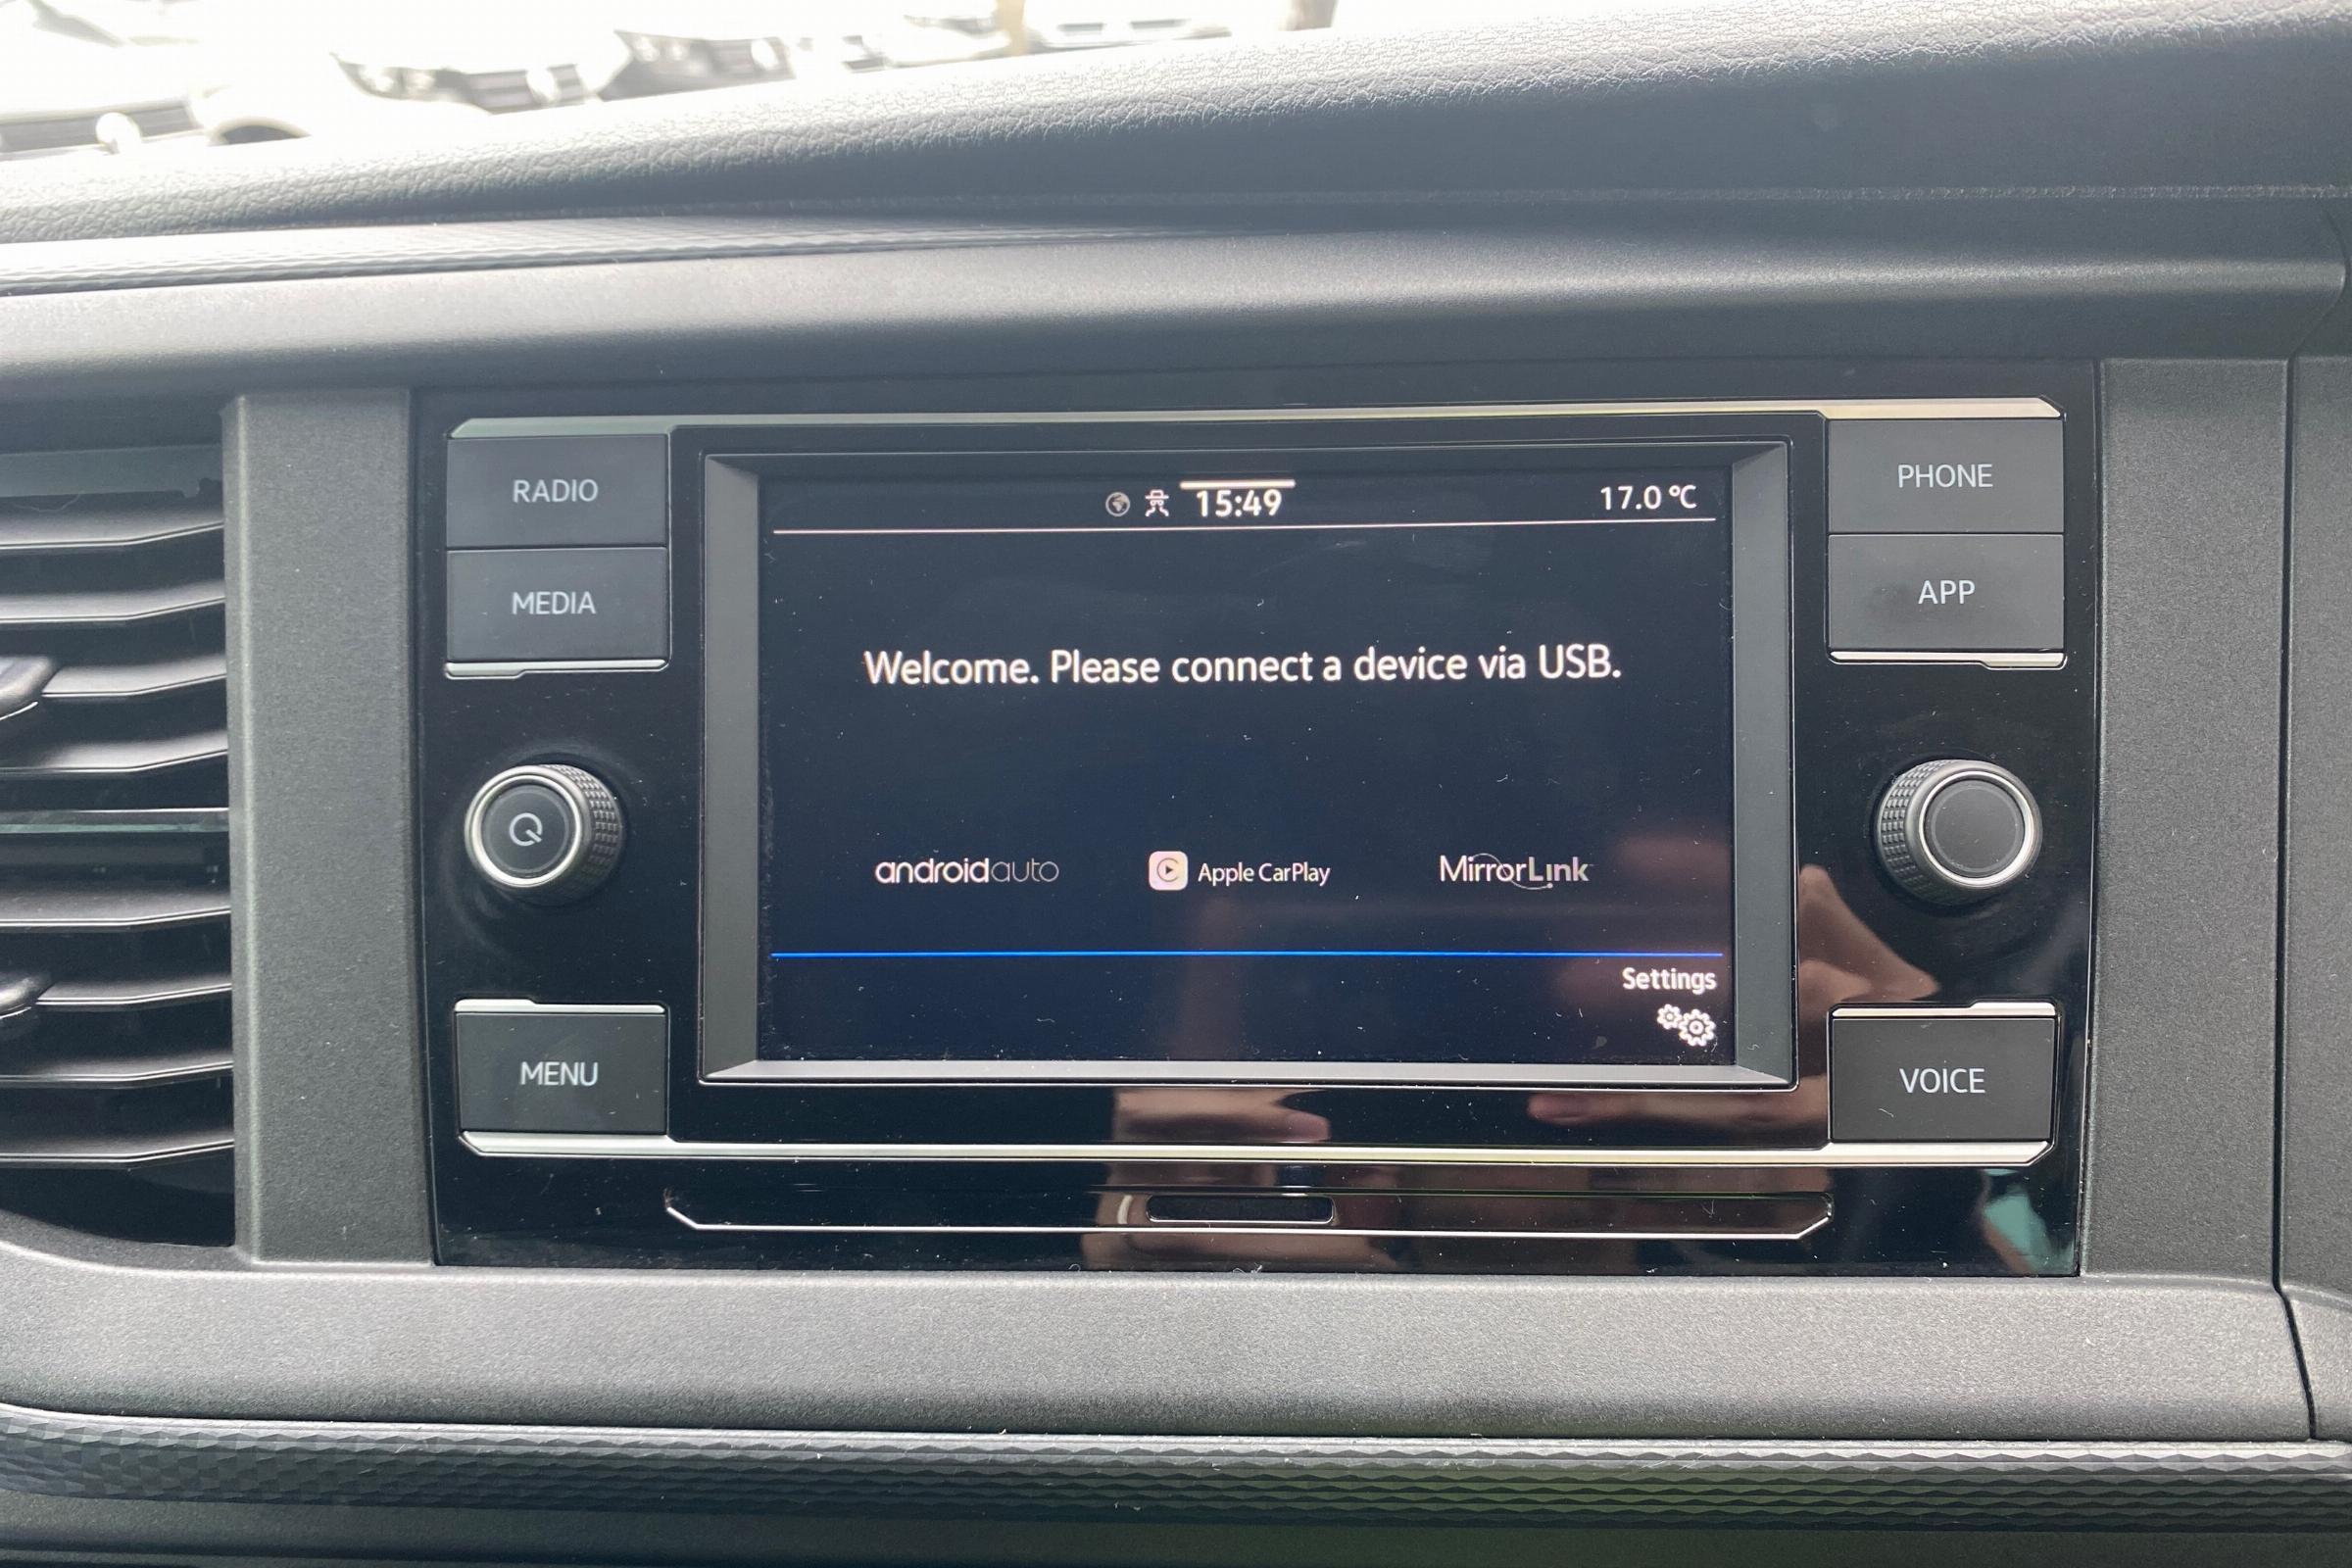 RADIO
MEDIA
MENU
15:49
17.0 °C
Welcome. Please connect a device via USB.
androidauto
Apple CarPlay
MirrorLink
Settings
PHONE
APP
VOICE